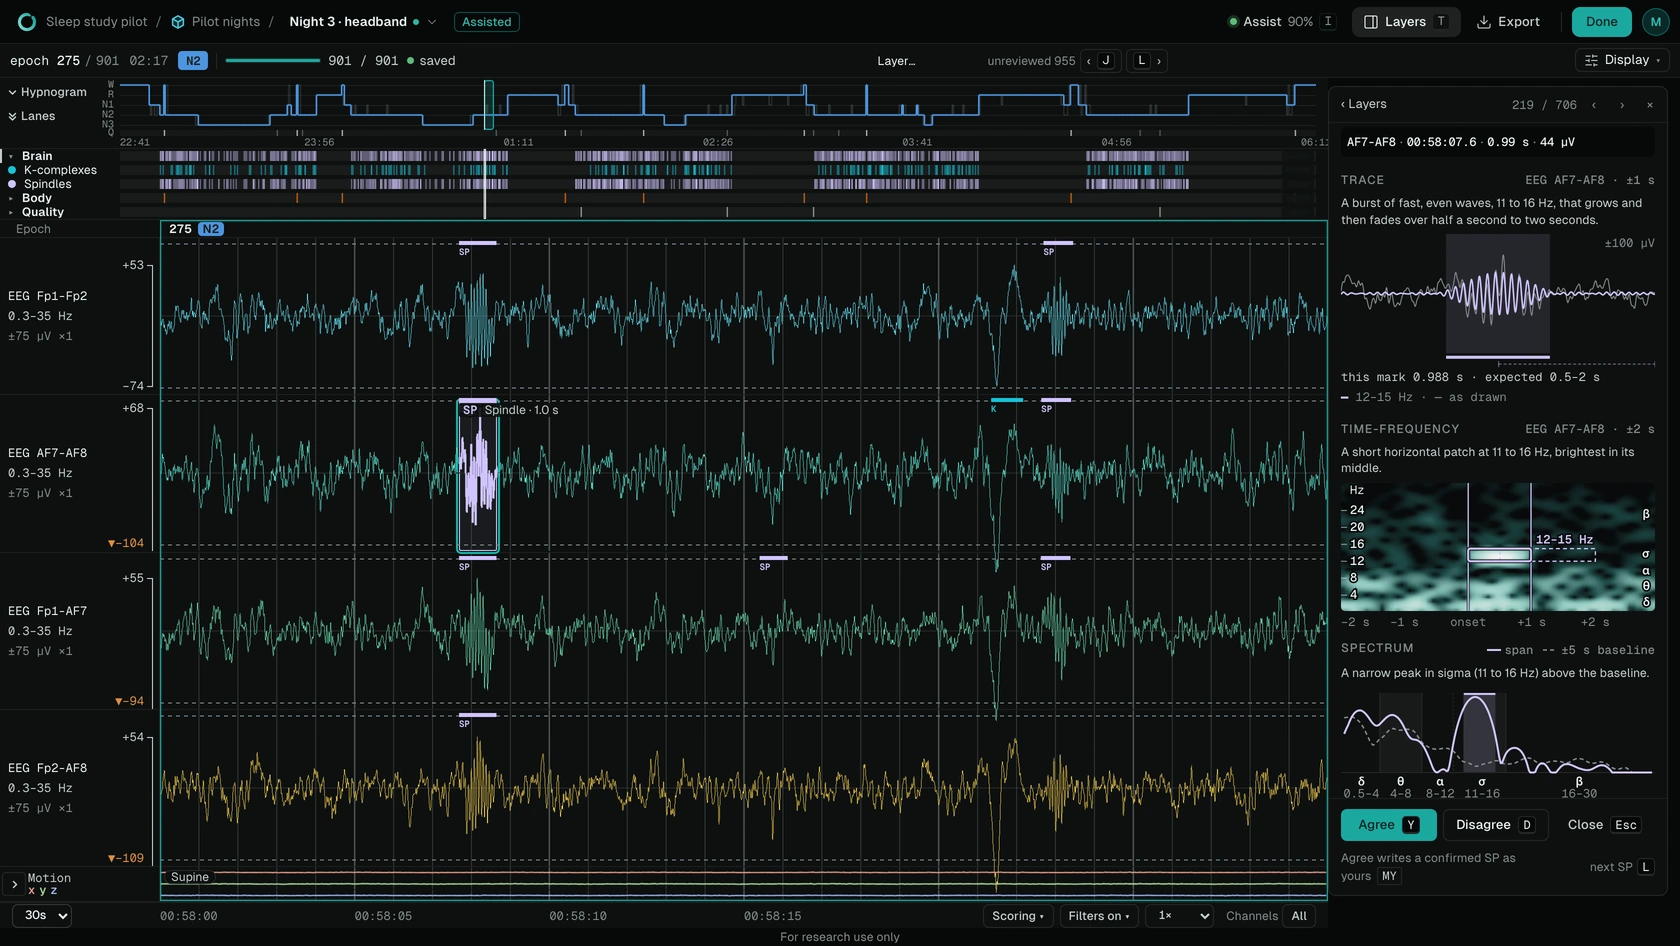 Sleep study pilot / Pilot nights / Night 3 · headband Assisted Assist 90% I Layers T Export Done M
epoch 275 / 901 02:17 N2 901 / 901 saved Layer… unreviewed 955 ‹ J L › Display
Hypnogram
Lanes
W
R
N1
N2
N3
22:41 23:56 01:11 02:26 03:41 04:56
Brain
K-complexes
Spindles
Body
Quality
Epoch 275 N2
SP SP
+53
EEG Fp1-Fp2
0.3–35 Hz
±75 µV ×1
−74
+68
SP Spindle · 1.0 s K SP
EEG AF7-AF8
0.3–35 Hz
±75 µV ×1
▼−104
SP SP SP
+55
EEG Fp1-AF7
0.3–35 Hz
±75 µV ×1
▼−94
SP
+54
EEG Fp2-AF8
0.3–35 Hz
±75 µV ×1
▼−109
Motion
x y z
Supine
30s 00:58:00 00:58:05 00:58:10 00:58:15 Scoring Filters on 1× Channels All
For research use only
‹ Layers 219 / 706 ‹ › ×
AF7-AF8 · 00:58:07.6 · 0.99 s · 44 µV
TRACE EEG AF7-AF8 · ±1 s
A burst of fast, even waves, 11 to 16 Hz, that grows and
then fades over half a second to two seconds.
±100 µV
this mark 0.988 s · expected 0.5–2 s
12–15 Hz · — as drawn
TIME-FREQUENCY EEG AF7-AF8 · ±2 s
A short horizontal patch at 11 to 16 Hz, brightest in its
middle.
Hz
24
20
16
12
8
4
12–15 Hz
β
σ
α
θ
δ
−2 s −1 s onset +1 s +2 s
SPECTRUM span ±5 s baseline
A narrow peak in sigma (11 to 16 Hz) above the baseline.
δ θ α σ β
0.5–4 4–8 8–12 11–16 16–30
Agree Y Disagree D Close Esc
Agree writes a confirmed SP as
yours MY
next SP L